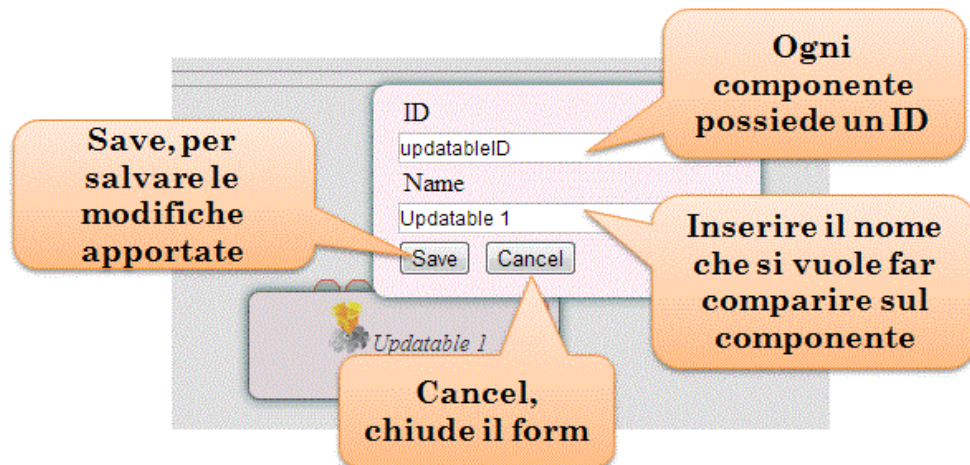 Ogni
componente
possiede un ID
ID
updatableID
Save, per
salvare le
modifiche
apportate
Name
Updatable 1
Inserire il nome
che si vuole far
comparire sul
componente
Save
Cancel
Updatable 1
Cancel,
chiude il form